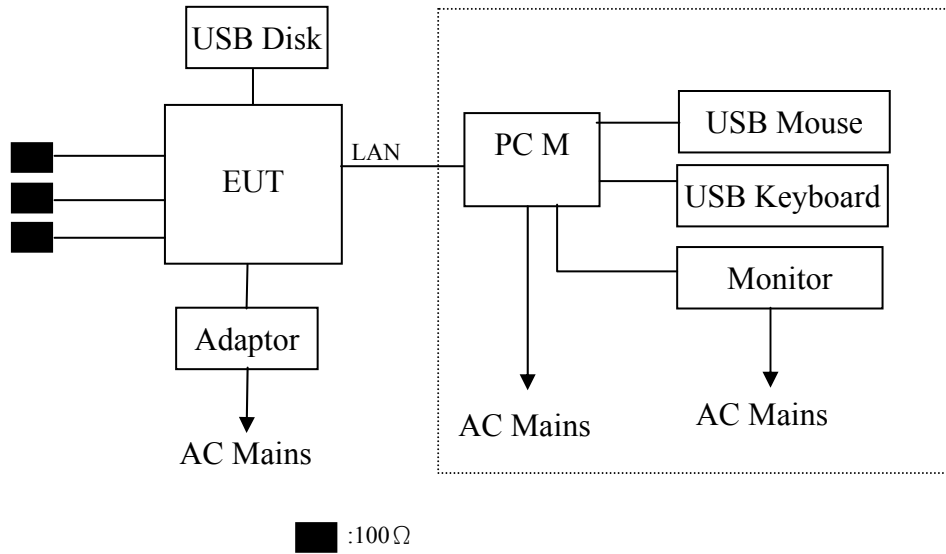 USB Disk
EUT
LAN
PC M
USB Mouse
USB Keyboard
Monitor
Adaptor
AC Mains
AC Mains
AC Mains
:100Ω